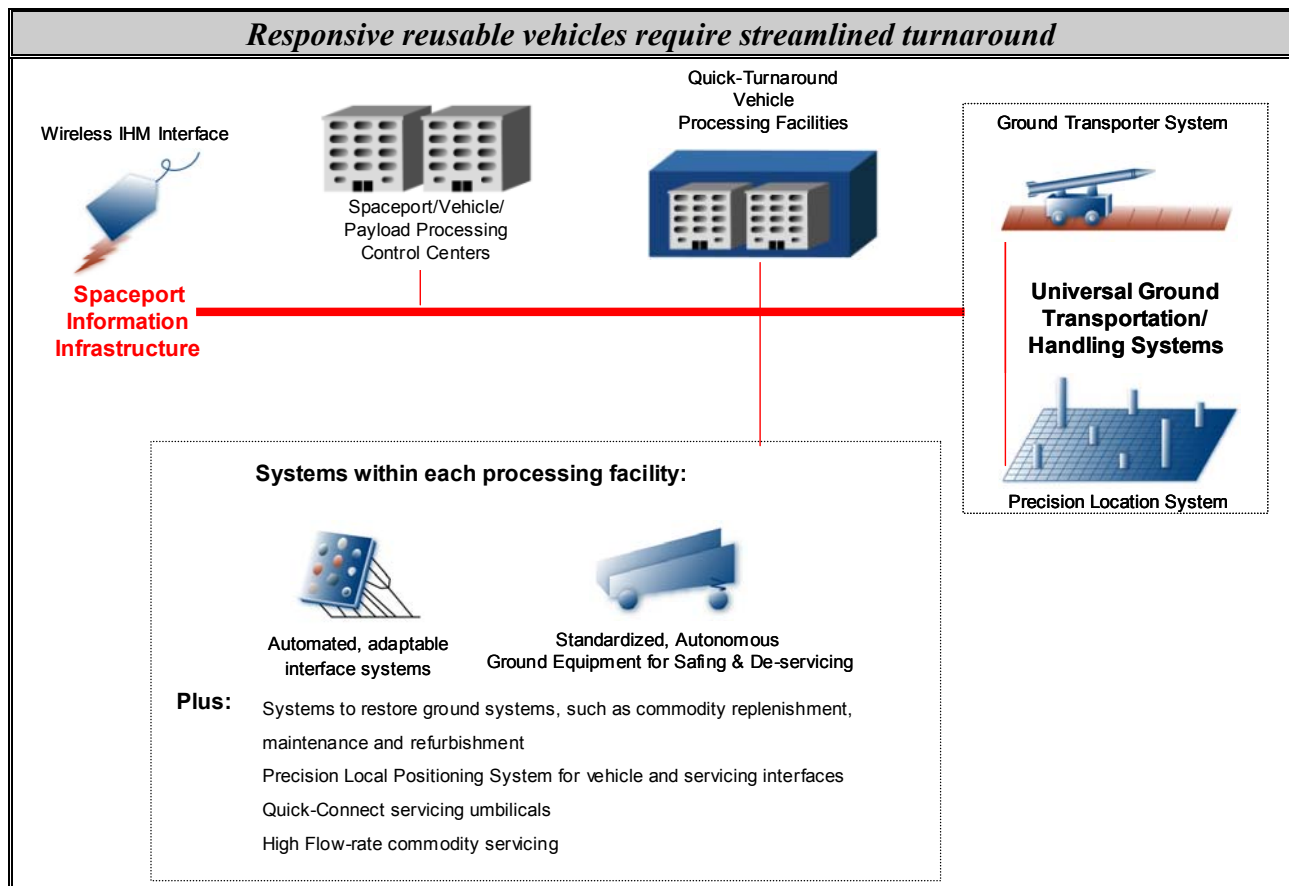 Responsive reusable vehicles require streamlined turnaround
Wireless IHM Interface
Spaceport
Information
Infrastructure
Spaceport/Vehicle/
Payload Processing
Control Centers
Quick-Turnaround
Vehicle
Processing Facilities
Ground Transporter System
Universal Ground
Transportation/
Handling Systems
Precision Location System
Systems within each processing facility:
Automated, adaptable
interface systems
Standardized, Autonomous
Ground Equipment for Safing & De-servicing
Plus:
Systems to restore ground systems, such as commodity replenishment,
maintenance and refurbishment
Precision Local Positioning System for vehicle and servicing interfaces
Quick-Connect servicing umbilicals
High Flow-rate commodity servicing